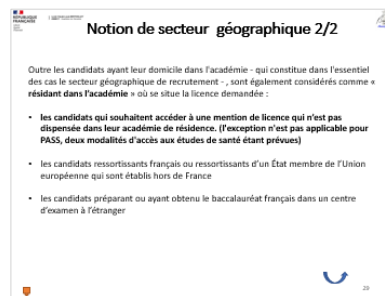 RÉPUBLIQUE
FRANÇAISE
Notion de secteur géographique 2/2
Outre les candidats ayant leur domicile dans l'académie - qui constitue dans l'essentiel
des cas le secteur géographique de recrutement - , sont également considérés comme «
résidant dans l'académie » où se situe la licence demandée :
• les candidats qui souhaitent accéder à une mention de licence qui n'est pas
dispensée dans leur académie de résidence. (l'exception n'est pas applicable pour
PASS, deux modalités d'accès aux études de santé étant prévues)
• les candidats ressortissants français ou ressortissants d'un État membre de l'Union
européenne qui sont établis hors de France
• les candidats préparant ou ayant obtenu le baccalauréat français dans un centre
d'examen à l'étranger
29